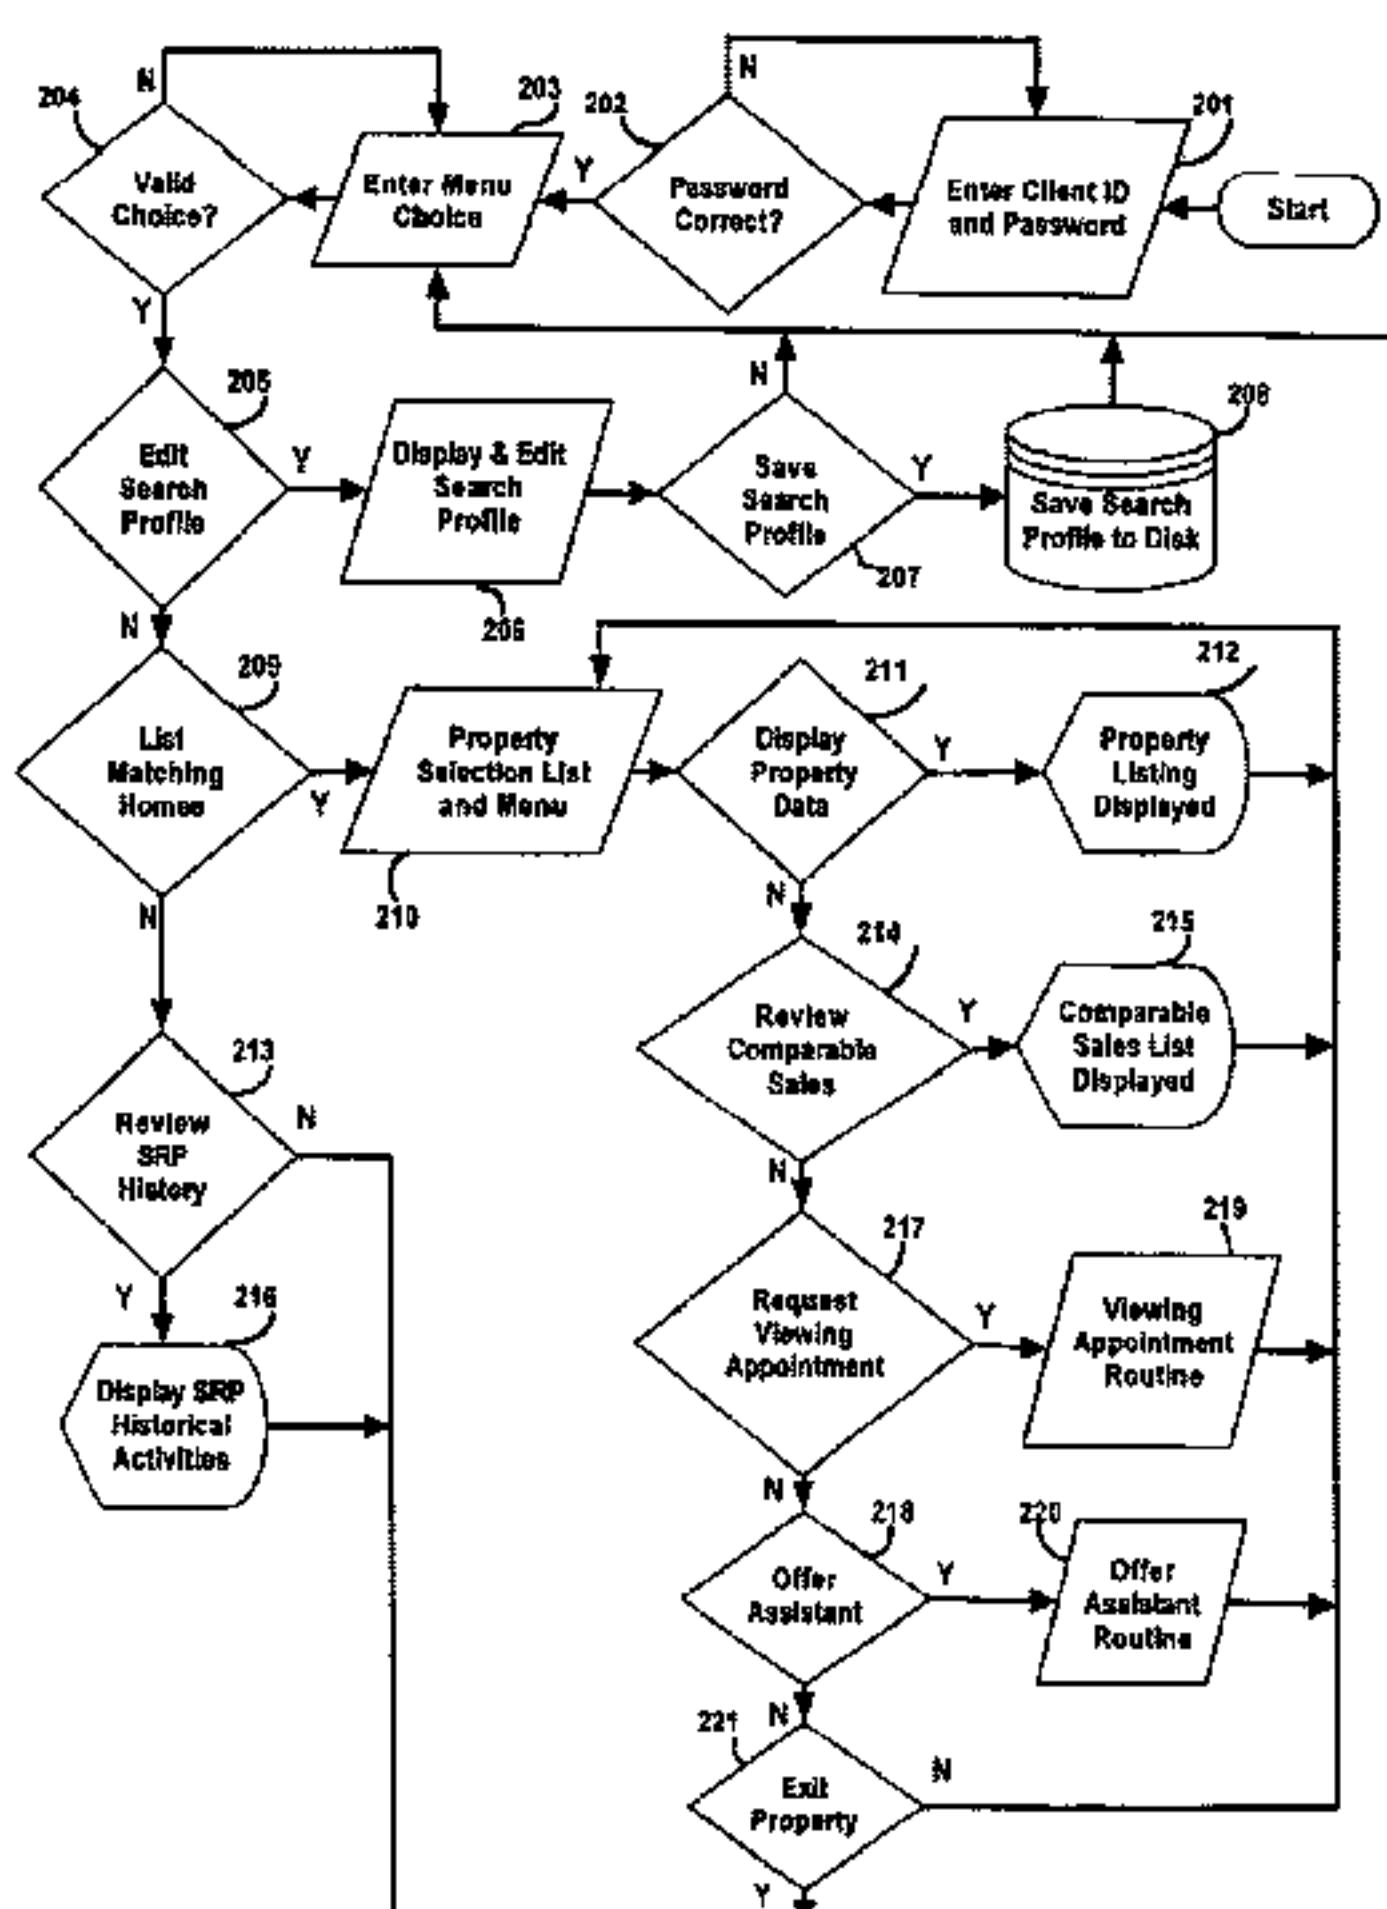 N
204
203
Valid
Choice?
Enter Menu
Choice
Y
202
N
Password
Correct?
201
Enter Client ID
and Password
Start
Y
205
Edit
Search
Profile
Y
Display & Edit
Search
Profile
206
N
Save
Search
Profile
207
Y
208
Save Search
Profile to Disk
N
209
List
Matching
Homes
Y
Property
Selection List
and Menu
210
211
Display
Property
Data
Y
212
Property
Listing
Displayed
N
N
214
Review
Comparable
Sales
Y
215
Comparable
Sales List
Displayed
213
Review
SRP
History
N
N
217
Request
Viewing
Appointment
Y
219
Viewing
Appointment
Routine
Y
216
Display SRP
Historical
Activities
N
218
Offer
Assistant
Y
220
Offer
Assistant
Routine
N
221
Exit
Property
N
Y